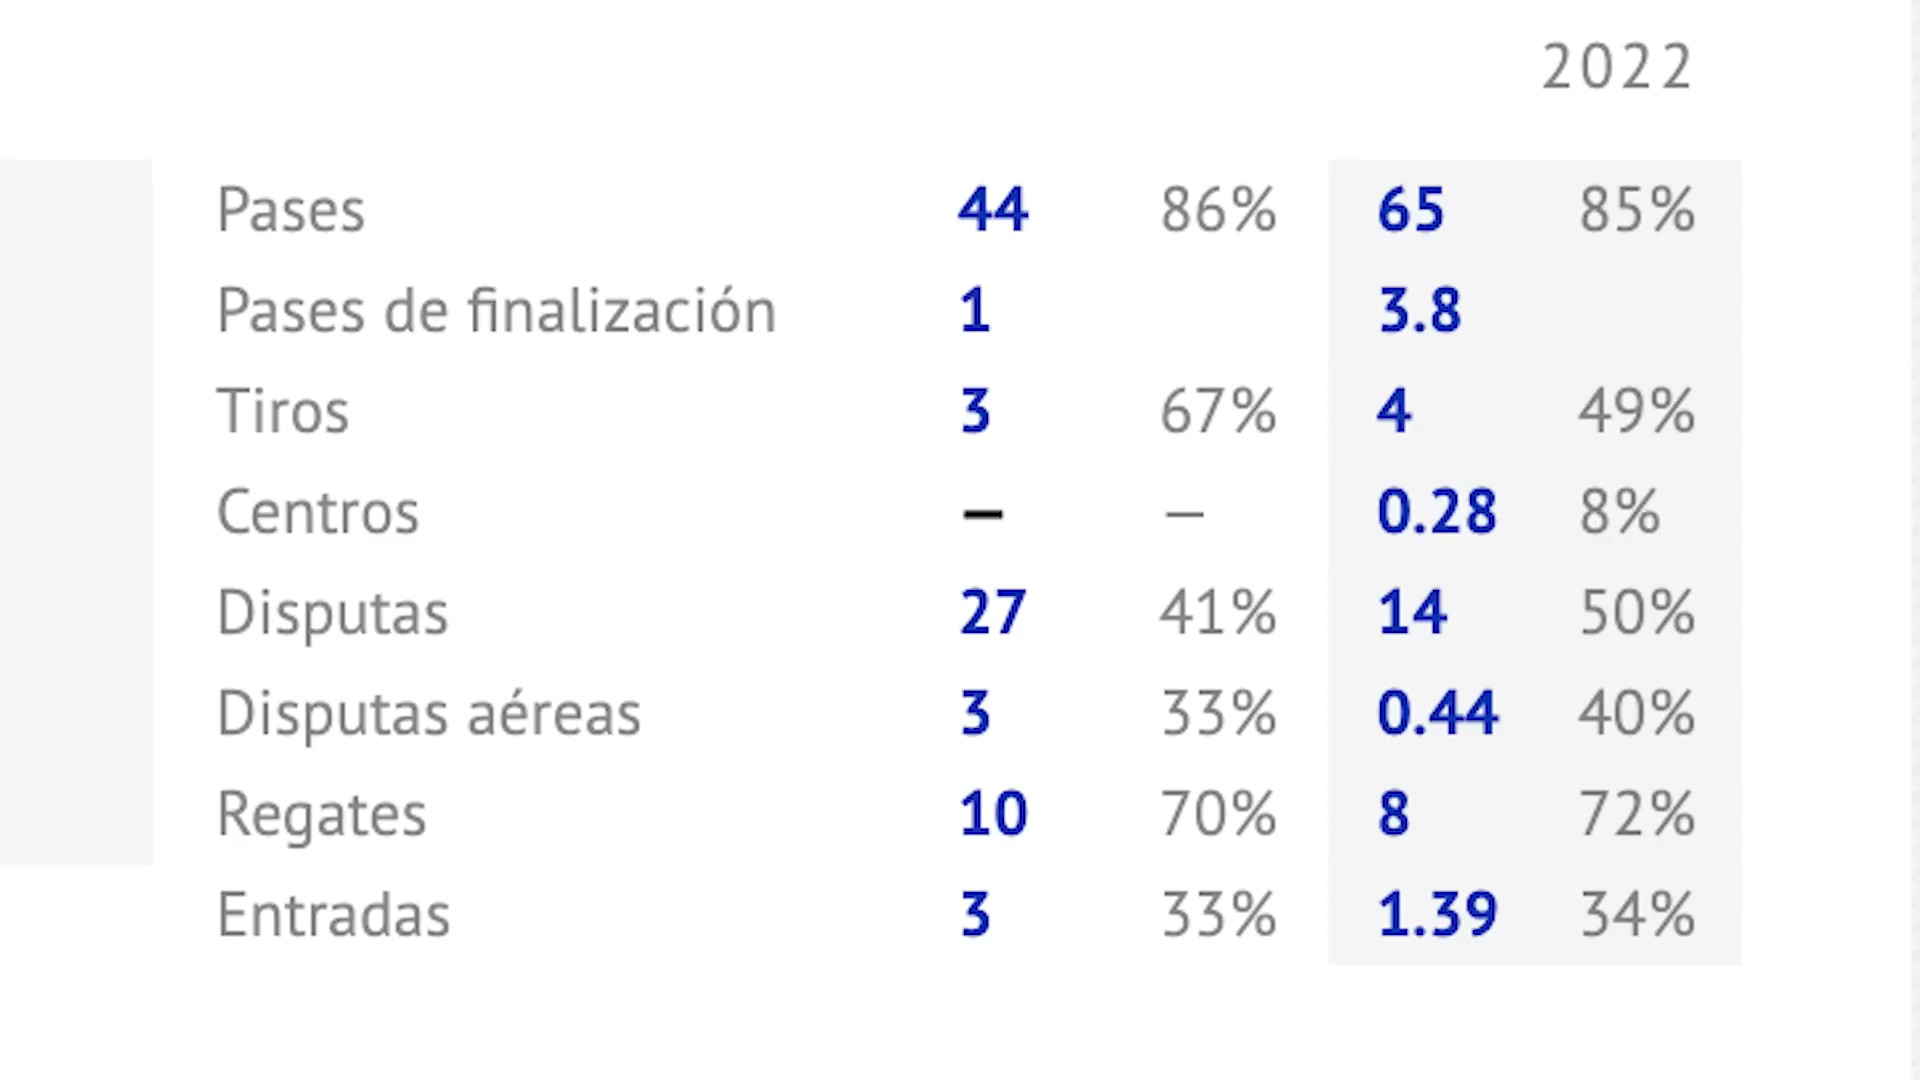 2022
Pases 44 86% 65 85%
Pases de finalización 1 3.8
Tiros 3 67% 4 49%
Centros – – 0.28 8%
Disputas 27 41% 14 50%
Disputas aéreas 3 33% 0.44 40%
Regates 10 70% 8 72%
Entradas 3 33% 1.39 34%